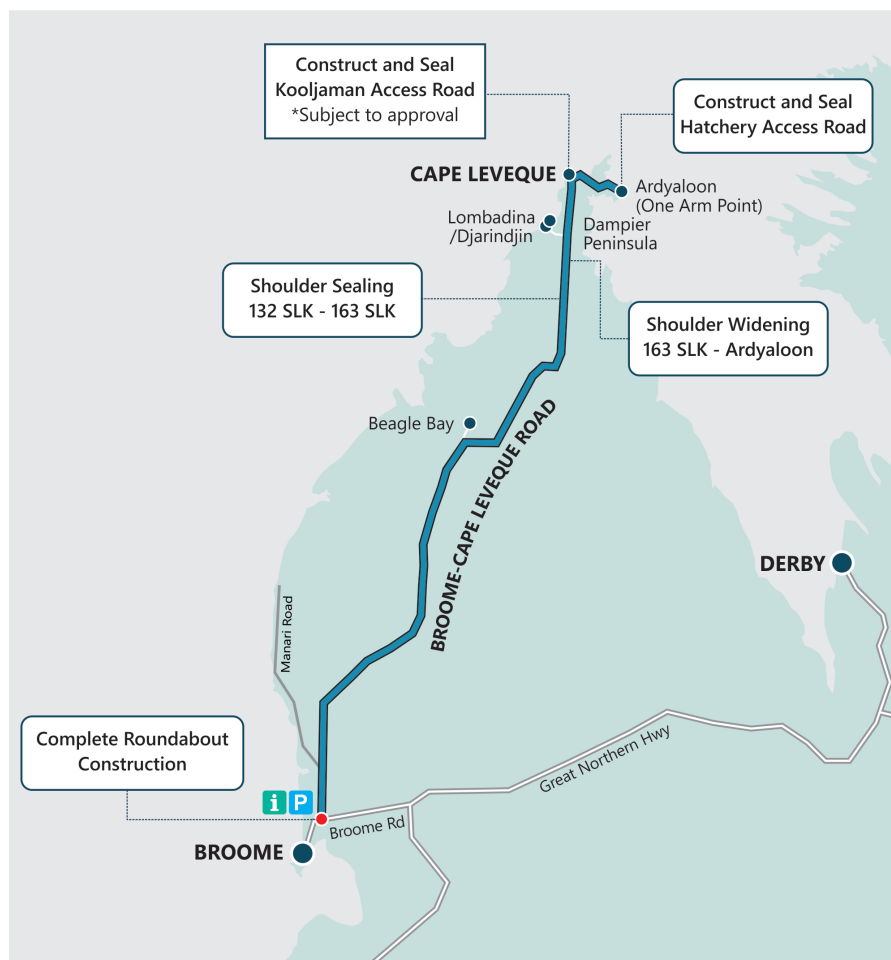 Construct and Seal
Kooljaman Access Road
*Subject to approval
Construct and Seal
Hatchery Access Road
CAPE LEVEQUE
Ardyaloon
(One Arm Point)
Lombadina
/Djarindjin
Dampier
Peninsula
Shoulder Sealing
132 SLK - 163 SLK
Shoulder Widening
163 SLK - Ardyaloon
Beagle Bay
BROOME-CAPE LEVEQUE ROAD
DERBY
Manari Road
Great Northern Hwy
Complete Roundabout
Construction
i P
Broome Rd
BROOME